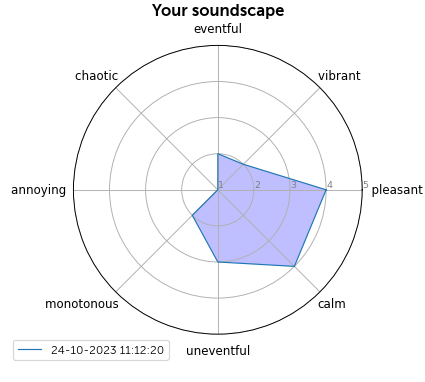 Your soundscape
eventful
chaotic
vibrant
annoying
1 2 3 4 5
pleasant
monotonous
calm
uneventful
24-10-2023 11:12:20